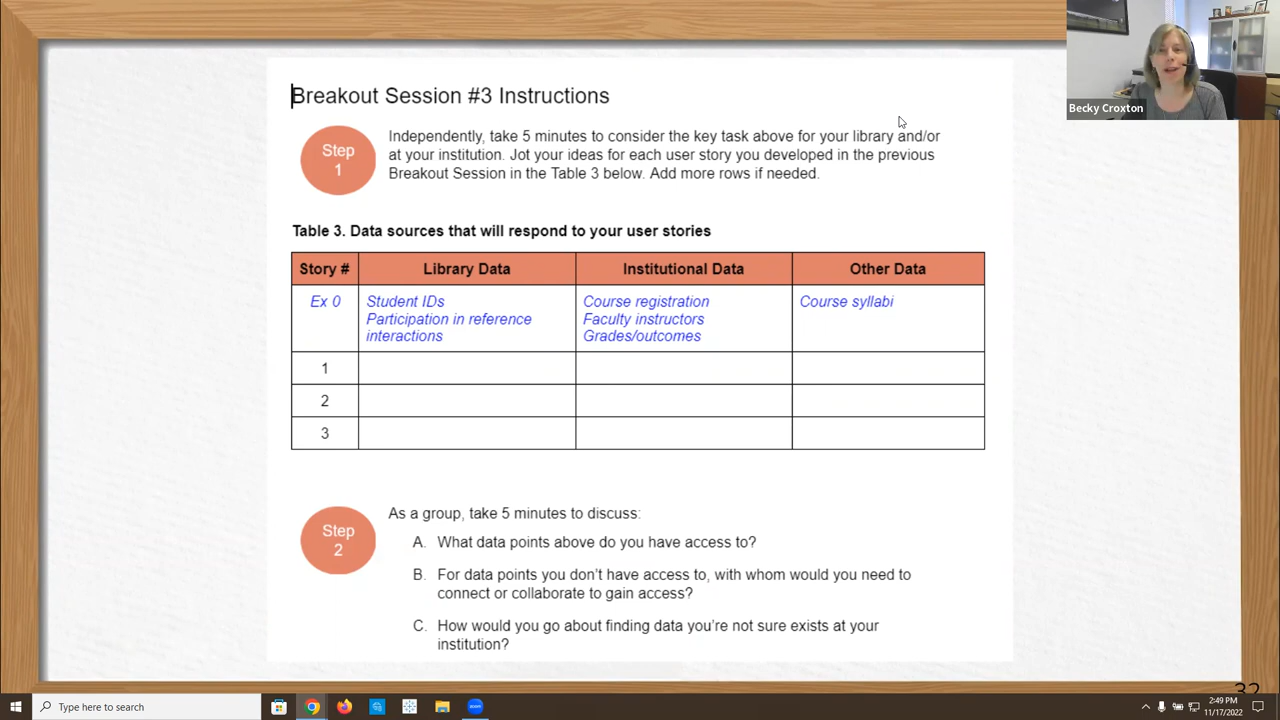 Breakout Session #3 Instructions
Becky Croxton
Step
1
Independently, take 5 minutes to consider the key task above for your library and/or
at your institution. Jot your ideas for each user story you developed in the previous
Breakout Session in the Table 3 below. Add more rows if needed.
Table 3. Data sources that will respond to your user stories
Story #
Library Data
Institutional Data
Other Data
Ex 0
Student IDs
Participation in reference
interactions
Course registration
Faculty instructors
Grades/outcomes
Course syllabi
1
2
3
Step
2
As a group, take 5 minutes to discuss:
A. What data points above do you have access to?
B. For data points you don't have access to, with whom would you need to
connect or collaborate to gain access?
C. How would you go about finding data you're not sure exists at your
institution?
32
Type here to search
2:49 PM
11/17/2022